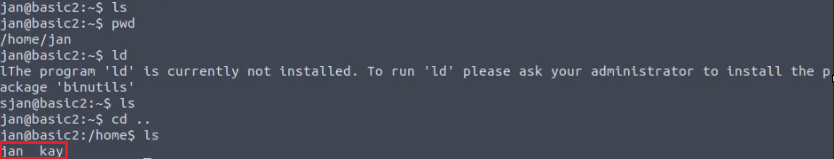 jan@basic2:~$ ls
jan@basic2:~$ pwd
/home/jan
jan@basic2:~$ ld
lThe program 'ld' is currently not installed. To run 'ld' please ask your administrator to install the p
ackage 'binutils'
sjan@basic2:~$ ls
jan@basic2:~$ cd ..
jan@basic2:/home$ ls
jan  kay